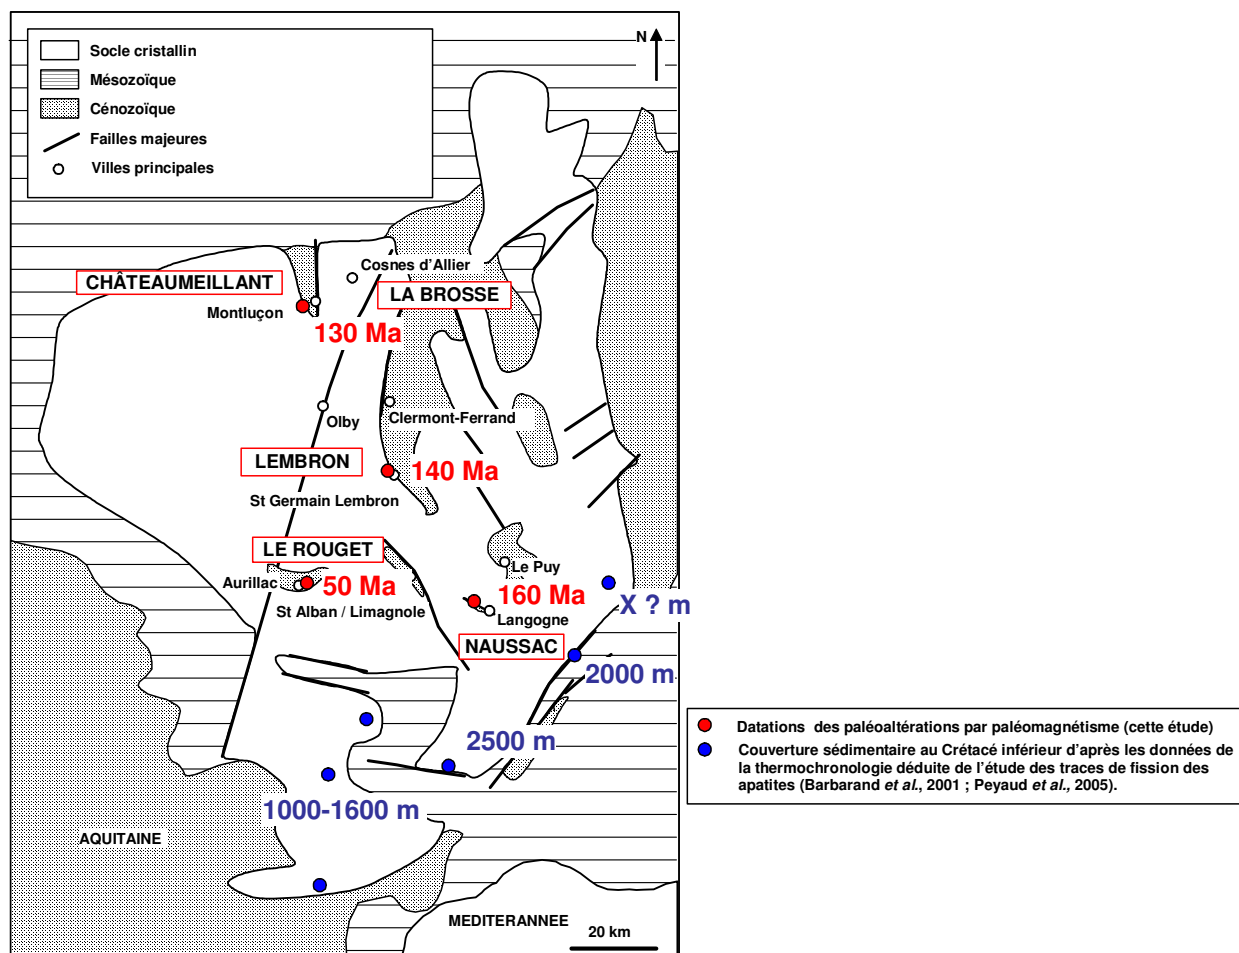 Socle cristallin
Mésozoïque
Cénozoïque
Failles majeures
Villes principales
N
Cosnes d'Allier
CHÂTEAUMEILLANT
LA BROSSE
Montluçon
130 Ma
Olby
Clermont-Ferrand
LEMBRON
140 Ma
St Germain Lembron
LE ROUGET
Le Puy
Aurillac
50 Ma
160 Ma
X ? m
St Alban / Limagnole
Langogne
NAUSSAC
2000 m
2500 m
1000-1600 m
AQUITAINE
MÉDITERANNEE
20 km
Datations des paléoaltérations par paléomagnétisme (cette étude)
Couverture sédimentaire au Crétacé inférieur d'après les données de
la thermochronologie déduite de l'étude des traces de fission des
apatites (Barbarand et al., 2001 ; Peyaud et al., 2005).